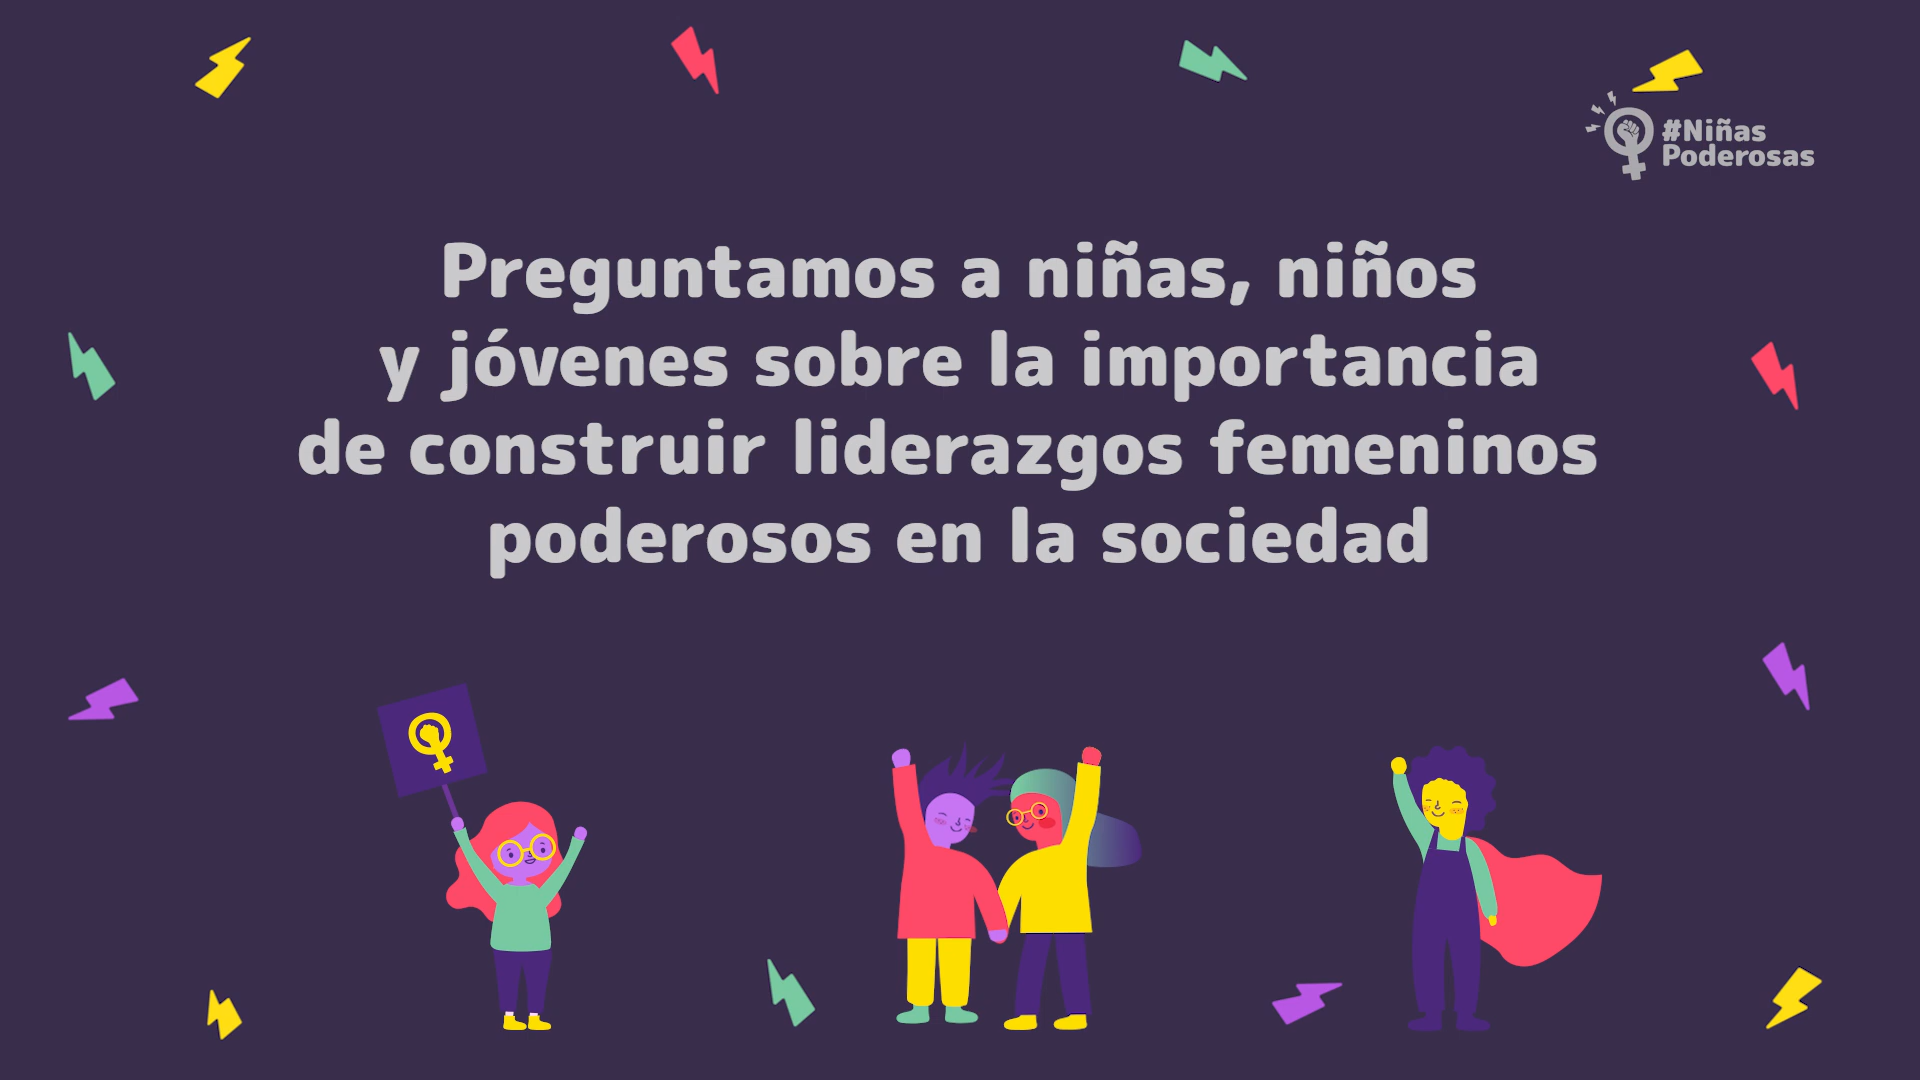 #Niñas
Poderosas
Preguntamos a niñas, niños
y jóvenes sobre la importancia
de construir liderazgos femeninos
poderosos en la sociedad